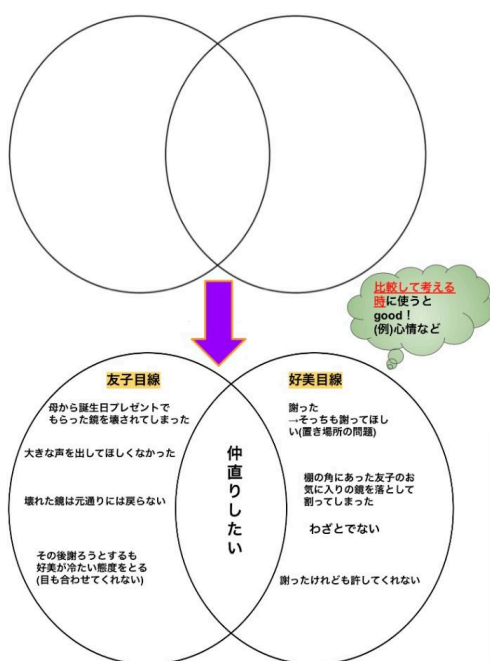 比較して考える
時に使うと
good！
(例)心情など
友子目線
母から誕生日プレゼントで
もらった鏡を壊されてしまった
大きな声を出してほしくなかった
壊れた鏡は元通りには戻らない
その後謝ろうとするも
好美が冷たい態度をとる
(目も合わせてくれない)
仲直りしたい
好美目線
謝った
→そっちも謝ってほし
い(置き場所の問題)
棚の角にあった友子のお
気に入りの鏡を落として
割ってしまった
わざとでない
謝ったけれども許してくれない